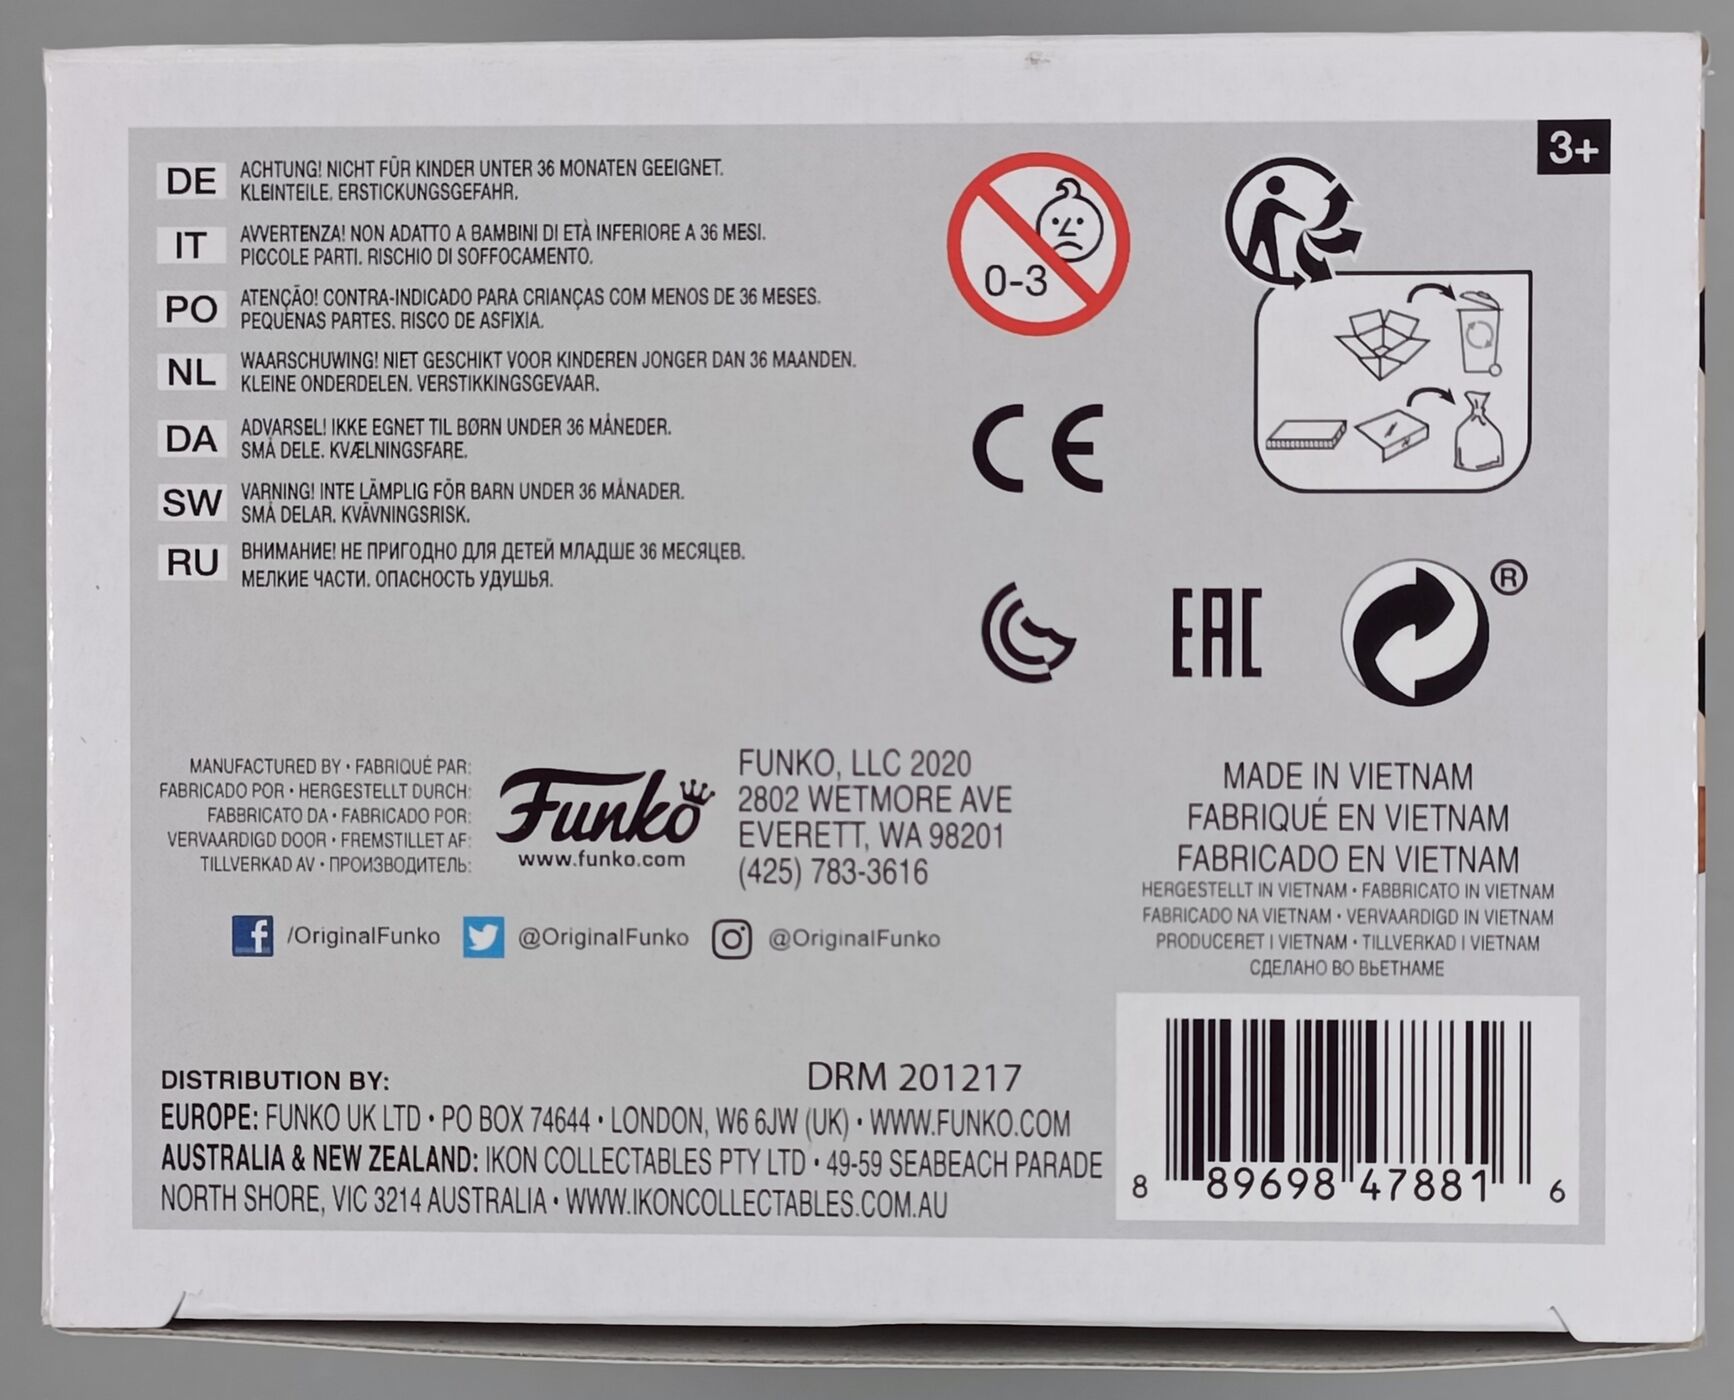 3+
DE
ACHTUNG! NICHT FÜR KINDER UNTER 36 MONATEN GEEIGNET.
KLEINTEILE. ERSTICKUNGSGEFAHR.
IT
AVVERTENZA! NON ADATTO A BAMBINI DI ETÀ INFERIORE A 36 MESI.
PICCOLE PARTI. RISCHIO DI SOFFOCAMENTO.
PO
ATENÇÃO! CONTRA-INDICADO PARA CRIANÇAS COM MENOS DE 36 MESES.
PEQUENAS PARTES. RISCO DE ASFIXIA.
NL
WAARSCHUWING! NIET GESCHIKT VOOR KINDEREN JONGER DAN 36 MAANDEN.
KLEINE ONDERDELEN. VERSTIKKINGSGEVAAR.
DA
ADVARSEL! IKKE EGNET TIL BØRN UNDER 36 MÅNEDER.
SMÅ DELE. KVÆLNINGSFARE.
SW
VARNING! INTE LÄMPLIG FÖR BARN UNDER 36 MÅNADER.
SMÅ DELAR. KVÄVNINGSRISK.
RU
ВНИМАНИЕ! НЕ ПРИГОДНО ДЛЯ ДЕТЕЙ МЛАДШЕ 36 МЕСЯЦЕВ.
МЕЛКИЕ ЧАСТИ. ОПАСНОСТЬ УДУШЬЯ.
0-3
CE
EAC
®
MANUFACTURED BY • FABRIQUÉ PAR:
FABRICADO POR • HERGESTELLT DURCH:
FABBRICATO DA • FABRICADO POR:
VERVAARDIGD DOOR • FREMSTILLET AF:
TILLVERKAD AV • ПРОИЗВОДИТЕЛЬ:
Funko
www.funko.com
FUNKO, LLC 2020
2802 WETMORE AVE
EVERETT, WA 98201
(425) 783-3616
/OriginalFunko @OriginalFunko @OriginalFunko
MADE IN VIETNAM
FABRIQUÉ EN VIETNAM
FABRICADO EN VIETNAM
HERGESTELLT IN VIETNAM • FABBRICATO IN VIETNAM
FABRICADO NA VIETNAM • VERVAARDIGD IN VIETNAM
PRODUCERET I VIETNAM • TILLVERKAD I VIETNAM
СДЕЛАНО ВО ВЬЕТНАМЕ
DISTRIBUTION BY:
DRM 201217
EUROPE: FUNKO UK LTD • PO BOX 74644 • LONDON, W6 6JW (UK) • WWW.FUNKO.COM
AUSTRALIA & NEW ZEALAND: IKON COLLECTABLES PTY LTD • 49-59 SEABEACH PARADE
NORTH SHORE, VIC 3214 AUSTRALIA • WWW.IKONCOLLECTABLES.COM.AU
8 89698 47881 6